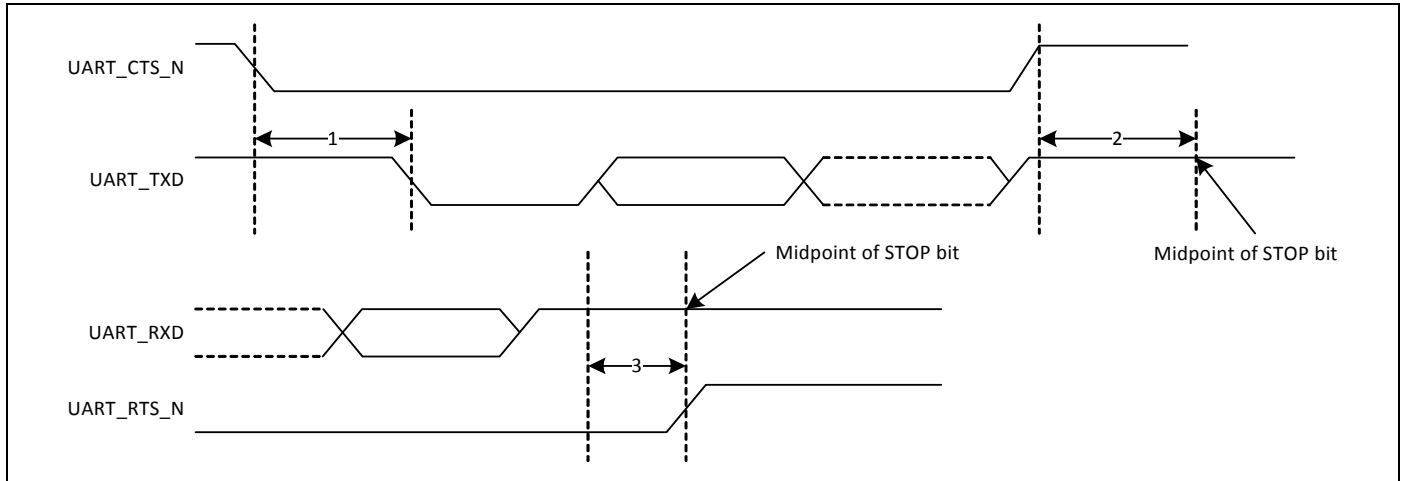 UART_CTS_N
1
2
UART_TXD
Midpoint of STOP bit
Midpoint of STOP bit
UART_RXD
3
UART_RTS_N